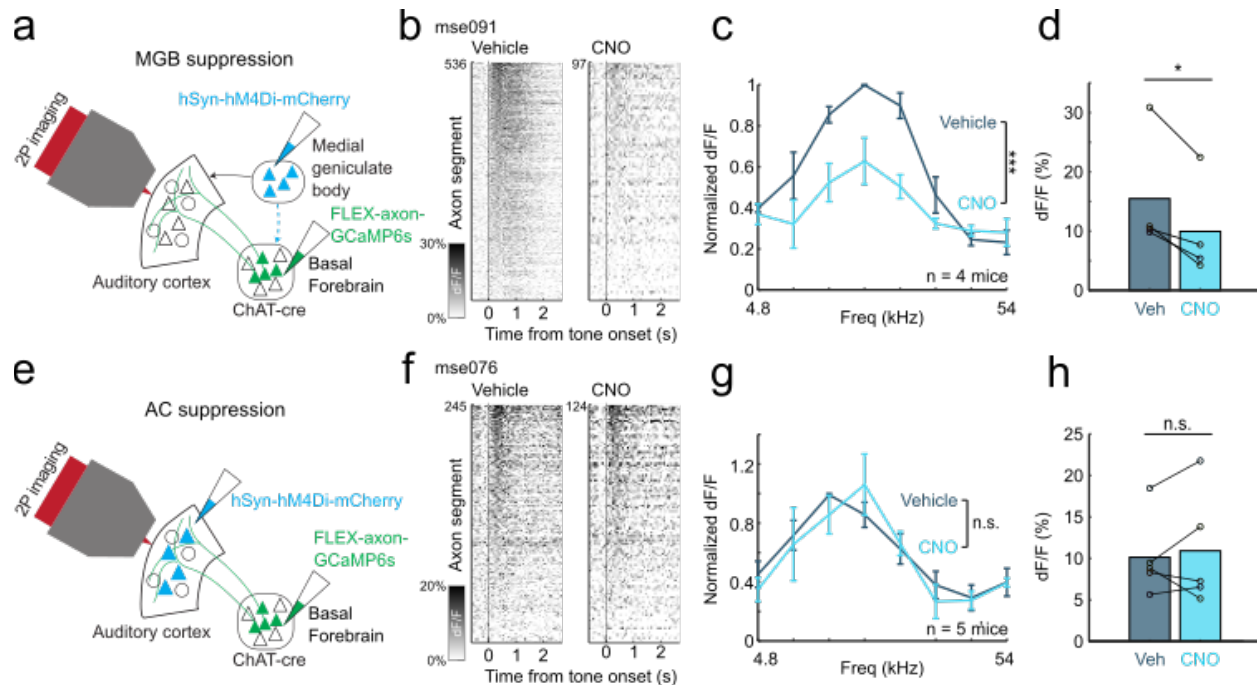 a
MGB suppression
hSyn-hM4Di-mCherry
2P imaging
Medial
geniculate
body
FLEX-axon-
GCaMP6s
Basal
Forebrain
Auditory cortex
ChAT-cre
b
mse091
Vehicle
CNO
536
97
Axon segment
30%
dF/F
0%
0 1 2
0 1 2
Time from tone onset (s)
c
Normalized dF/F
1
0.8
0.6
0.4
0.2
0
Vehicle
***
CNO
n = 4 mice
4.8
54
Freq (kHz)
d
*
dF/F (%)
30
20
10
0
Veh CNO
e
AC suppression
2P imaging
hSyn-hM4Di-mCherry
FLEX-axon-
GCaMP6s
Basal
Forebrain
Auditory cortex
ChAT-cre
f
mse076
Vehicle
CNO
245
124
Axon segment
20%
dF/F
0%
0 1 2
0 1 2
Time from tone onset (s)
g
Normalized dF/F
1.2
0.8
0.4
0
Vehicle
n.s.
CNO
n = 5 mice
4.8
54
Freq (kHz)
h
n.s.
dF/F (%)
25
20
15
10
5
0
Veh CNO